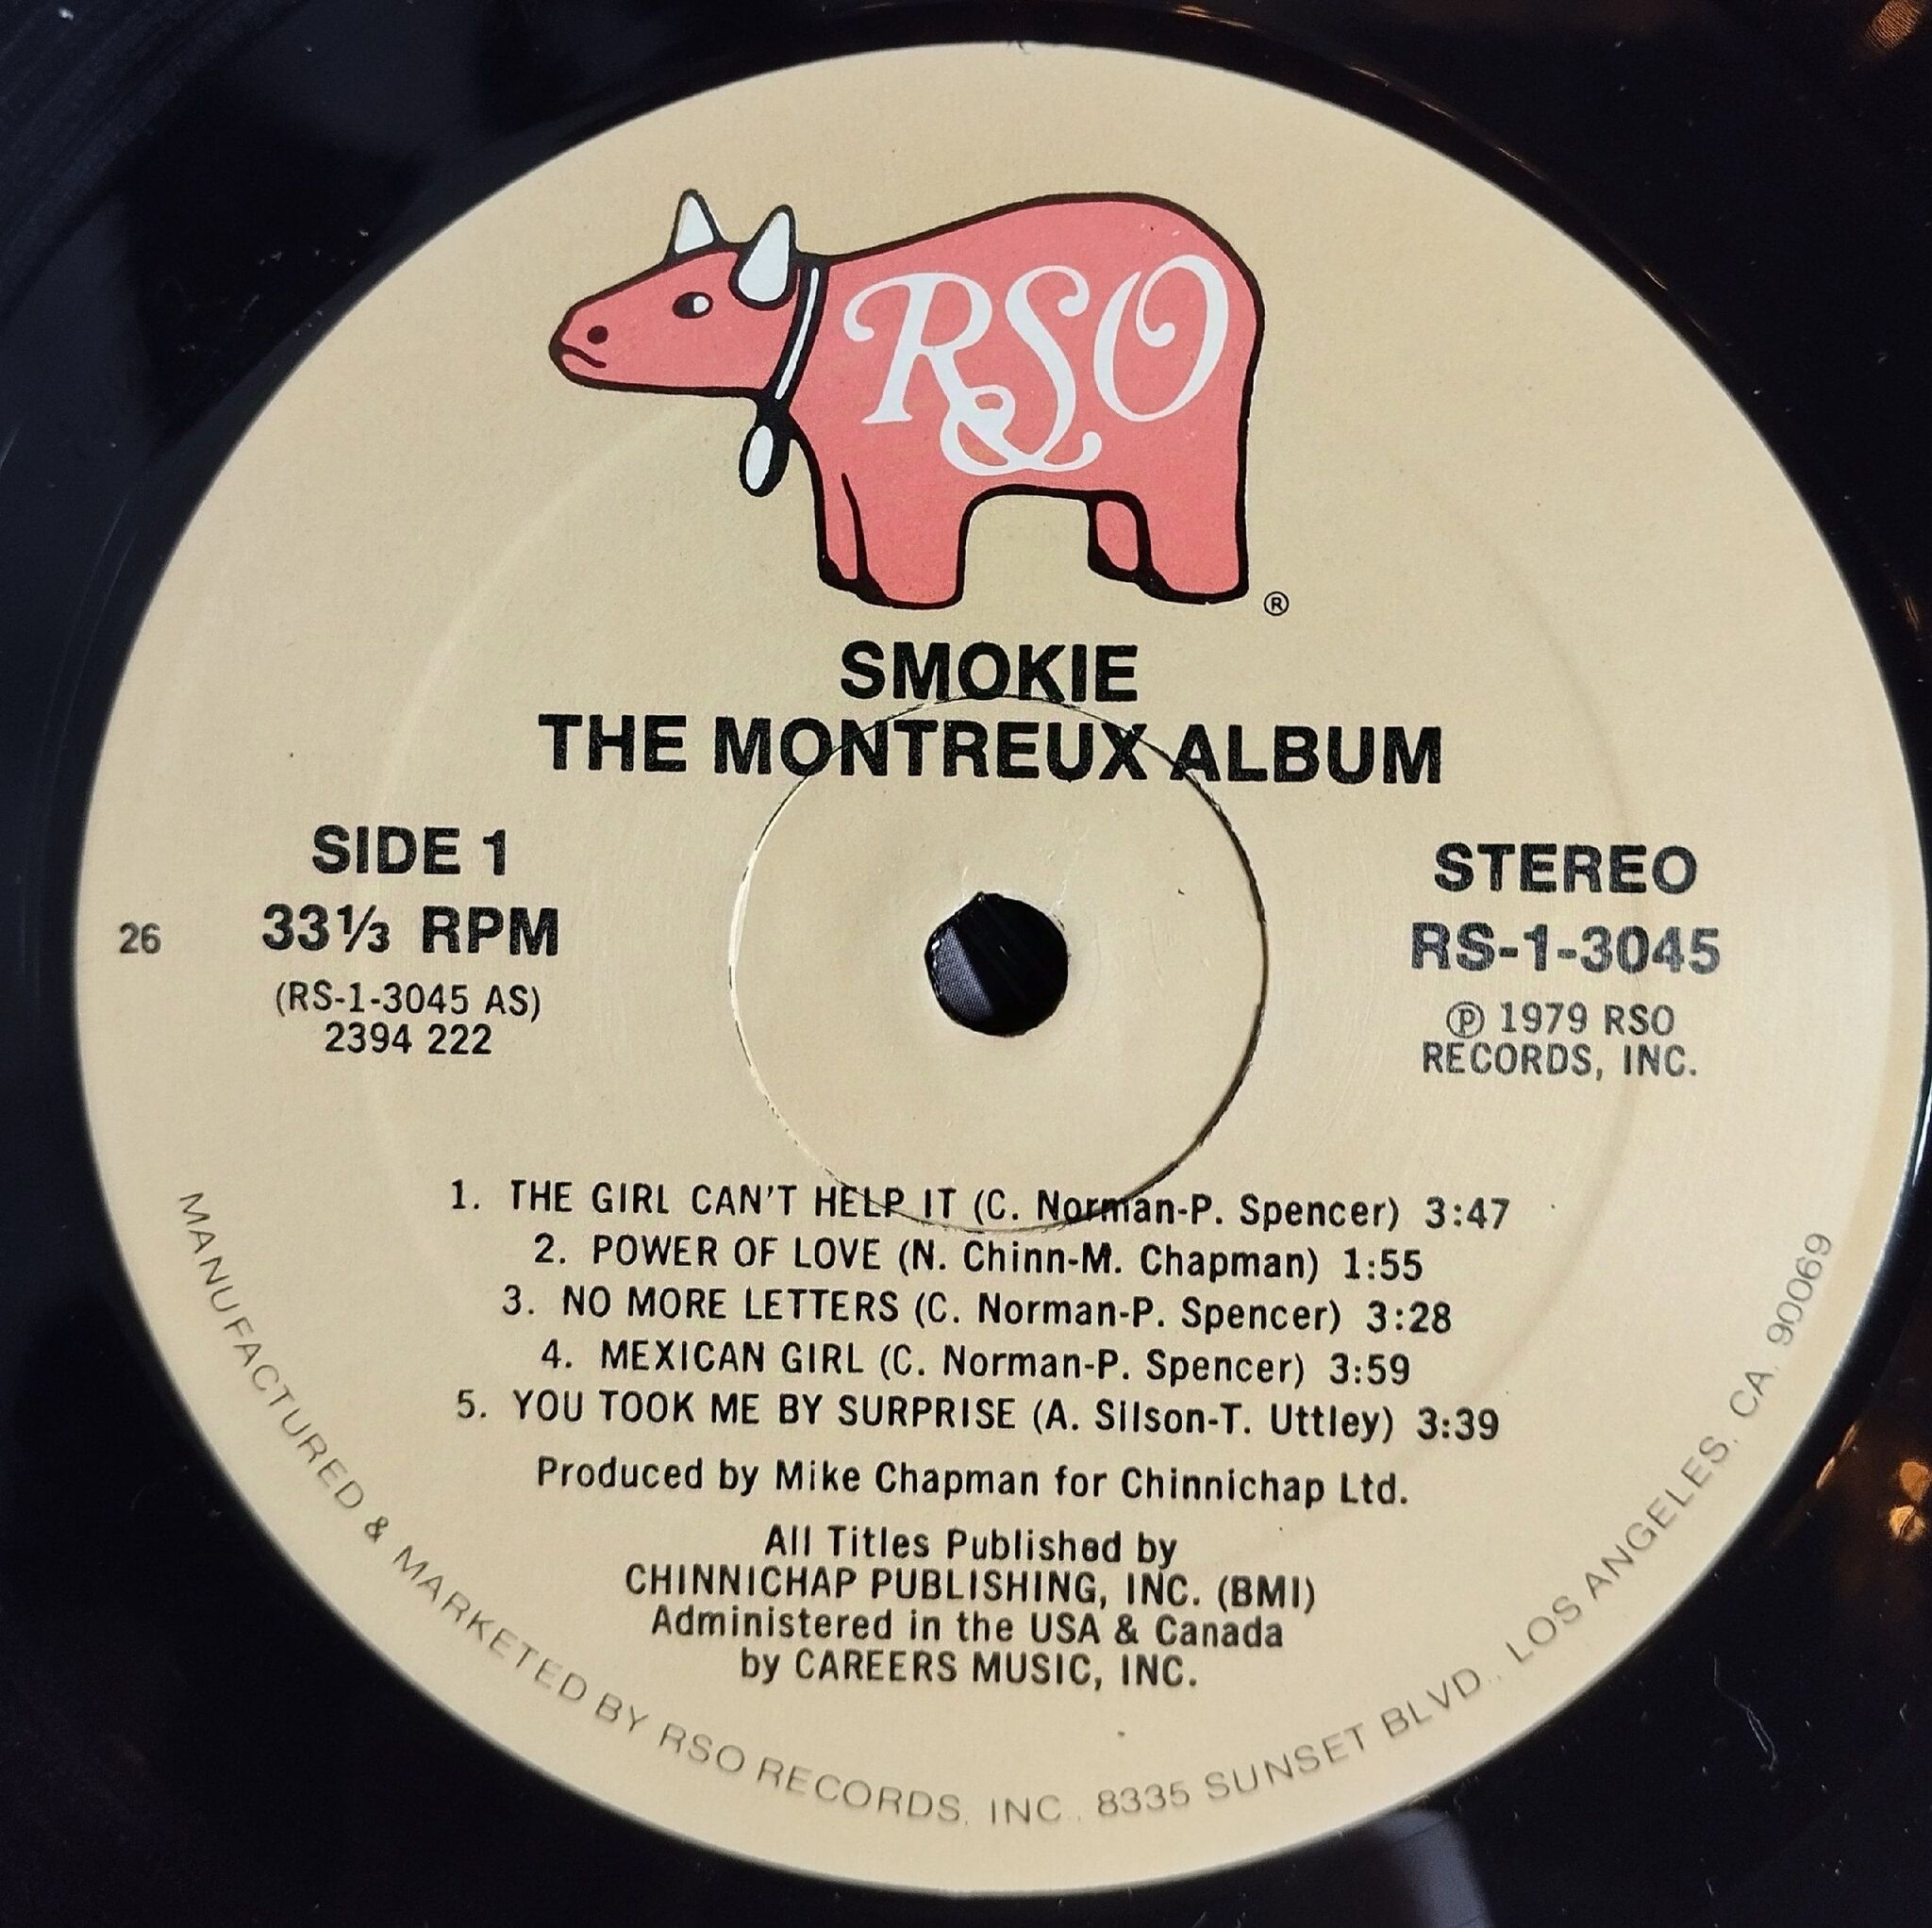 RSO
®
SMOKIE
THE MONTREUX ALBUM
SIDE 1
33⅓ RPM
(RS-1-3045 AS)
2394 222
26
STEREO
RS-1-3045
℗ 1979 RSO
RECORDS, INC.
1. THE GIRL CAN'T HELP IT (C. Norman-P. Spencer) 3:47
2. POWER OF LOVE (N. Chinn-M. Chapman) 1:55
3. NO MORE LETTERS (C. Norman-P. Spencer) 3:28
4. MEXICAN GIRL (C. Norman-P. Spencer) 3:59
5. YOU TOOK ME BY SURPRISE (A. Silson-T. Uttley) 3:39
Produced by Mike Chapman for Chinnichap Ltd.
All Titles Published by
CHINNICHAP PUBLISHING, INC. (BMI)
Administered in the USA & Canada
by CAREERS MUSIC, INC.
MANUFACTURED & MARKETED BY RSO RECORDS, INC., 8335 SUNSET BLVD., LOS ANGELES, CA. 90069